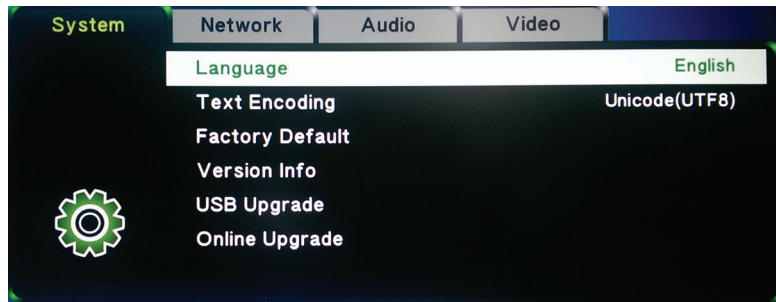 System Network Audio Video
Language English
Text Encoding Unicode(UTF8)
Factory Default
Version Info
USB Upgrade
Online Upgrade